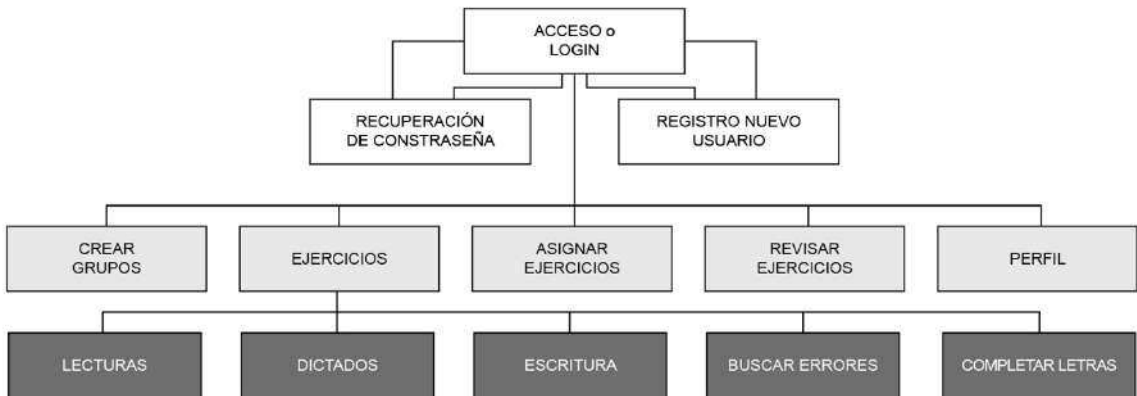 ACCESO o
LOGIN
RECUPERACIÓN
DE CONSTRASEÑA
REGISTRO NUEVO
USUARIO
CREAR
GRUPOS
EJERCICIOS
ASIGNAR
EJERCICIOS
REVISAR
EJERCICIOS
PERFIL
LECTURAS
DICTADOS
ESCRITURA
BUSCAR ERRORES
COMPLETAR LETRAS